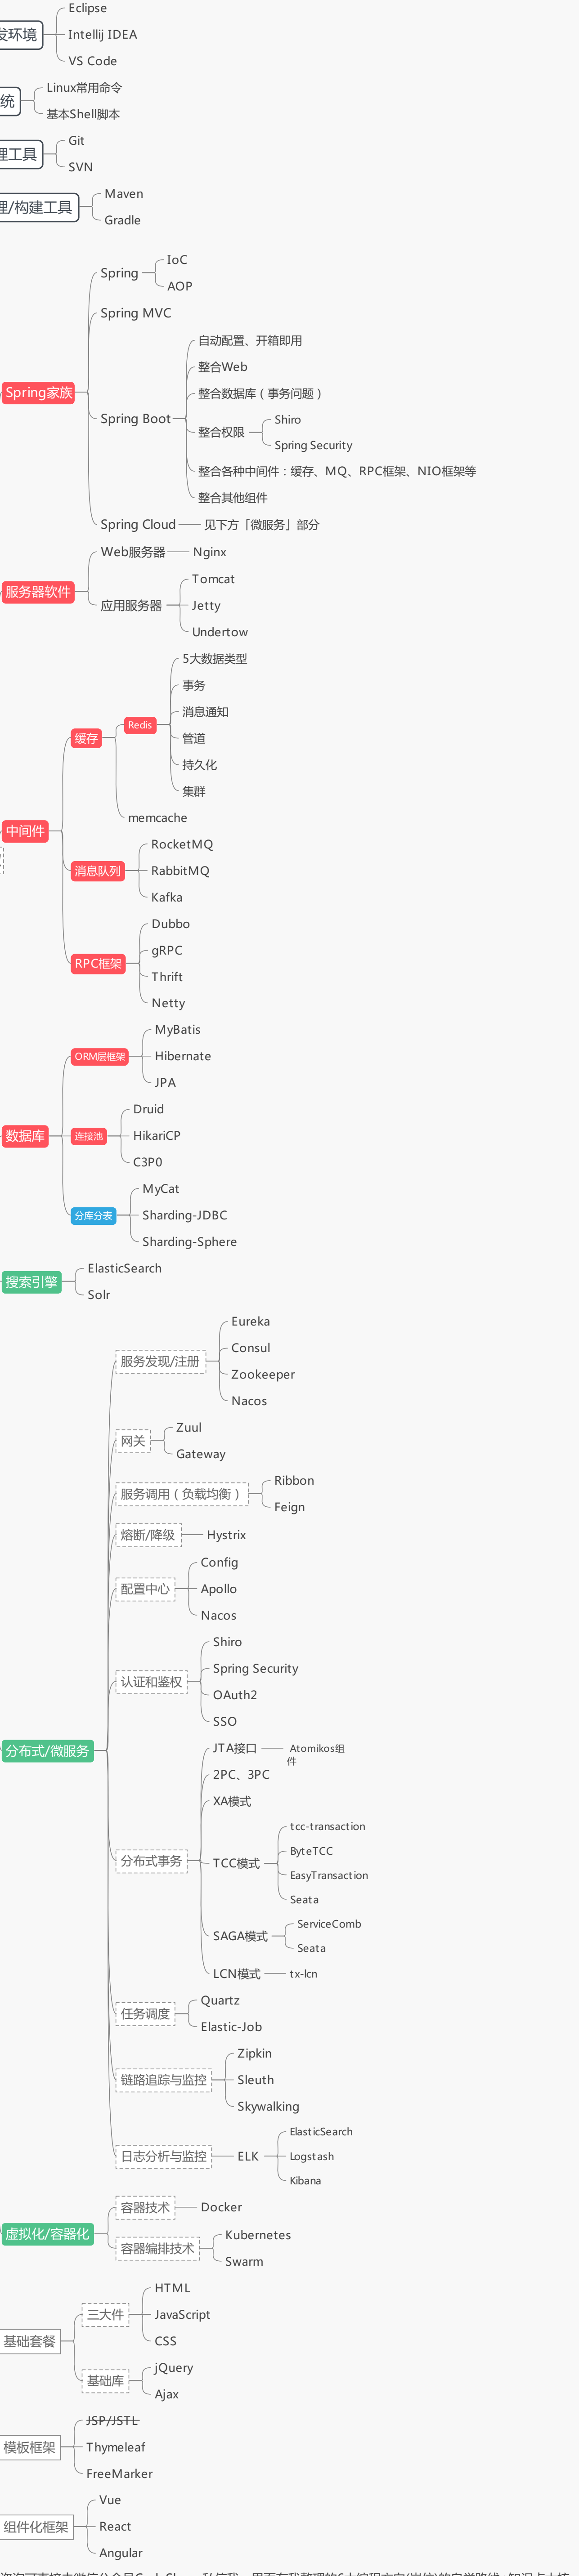 Eclipse
发环境
Intellij IDEA
VS Code
Linux常用命令
统
基本Shell脚本
Git
理工具
SVN
Maven
理/构建工具
Gradle
IoC
Spring
AOP
Spring MVC
自动配置、开箱即用
整合Web
整合数据库（事务问题）
Spring家族
Spring Boot
整合权限
Shiro
Spring Security
整合各种中间件：缓存、MQ、RPC框架、NIO框架等
整合其他组件
Spring Cloud
见下方「微服务」部分
Web服务器
Nginx
服务器软件
Tomcat
应用服务器
Jetty
Undertow
5大数据类型
事务
消息通知
缓存
Redis
管道
持久化
集群
memcache
中间件
RocketMQ
消息队列
RabbitMQ
Kafka
Dubbo
gRPC
RPC框架
Thrift
Netty
MyBatis
ORM层框架
Hibernate
JPA
Druid
数据库
连接池
HikariCP
C3P0
MyCat
分库分表
Sharding-JDBC
Sharding-Sphere
ElasticSearch
搜索引擎
Solr
Eureka
服务发现/注册
Consul
Zookeeper
Nacos
Zuul
网关
Gateway
Ribbon
服务调用（负载均衡）
Feign
熔断/降级
Hystrix
Config
配置中心
Apollo
Nacos
Shiro
认证和鉴权
Spring Security
OAuth2
SSO
分布式/微服务
JTA接口
Atomikos组
件
2PC、3PC
XA模式
分布式事务
tcc-transaction
TCC模式
ByteTCC
EasyTransaction
Seata
SAGA模式
ServiceComb
Seata
LCN模式
tx-lcn
Quartz
任务调度
Elastic-Job
Zipkin
链路追踪与监控
Sleuth
Skywalking
日志分析与监控
ELK
ElasticSearch
Logstash
Kibana
容器技术
Docker
虚拟化/容器化
容器编排技术
Kubernetes
Swarm
HTML
三大件
JavaScript
CSS
基础套餐
jQuery
基础库
Ajax
JSP/JSTL
模板框架
Thymeleaf
FreeMarker
Vue
组件化框架
React
Angular